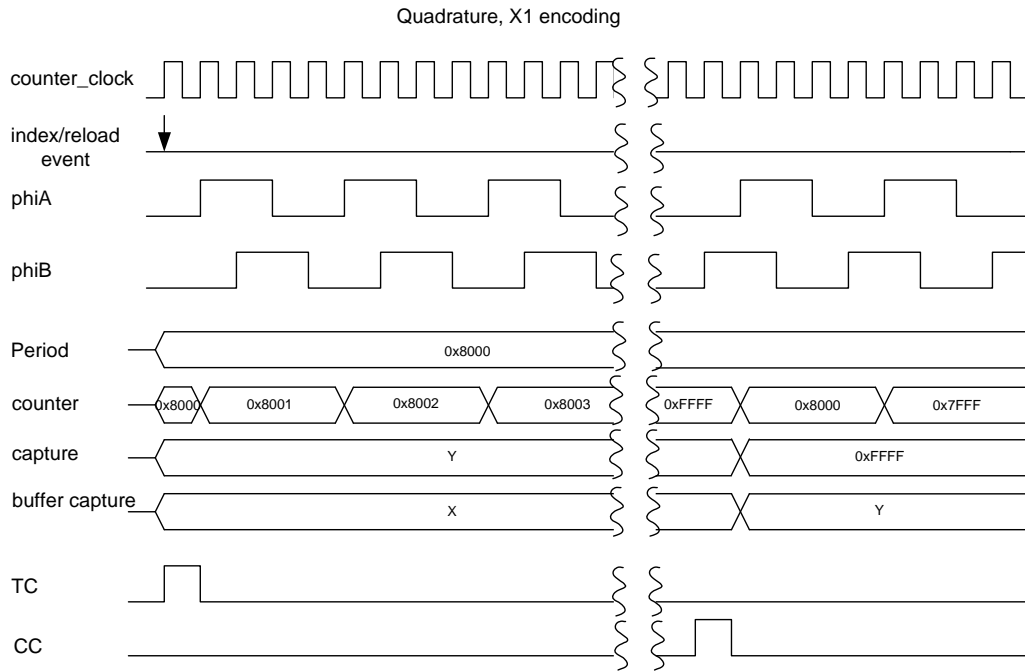 Quadrature, X1 encoding
counter_clock
index/reload
event
phiA
phiB
Period
0x8000
counter
0x8000
0x8001
0x8002
0x8003
0xFFFF
0x8000
0x7FFF
capture
Y
0xFFFF
buffer capture
X
Y
TC
CC